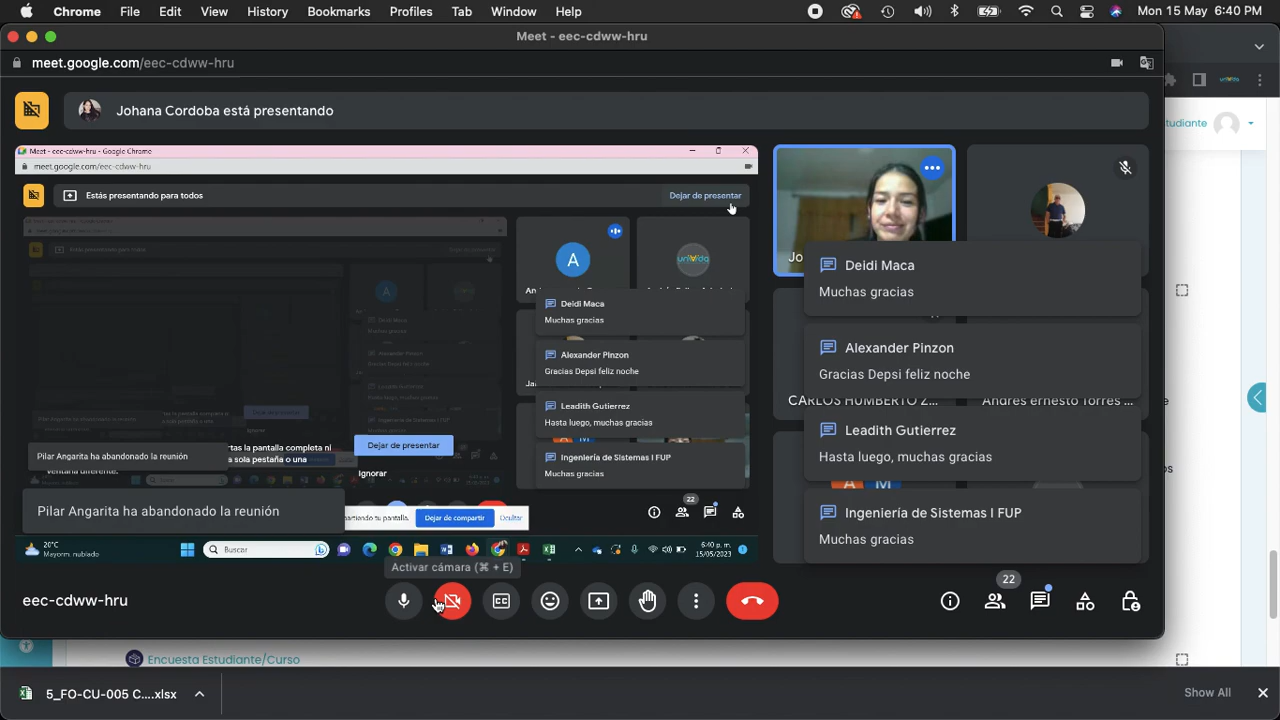 Chrome File Edit View History Bookmarks Profiles Tab Window Help Mon 15 May 6:40 PM
Meet - eec-cdww-hru
meet.google.com/eec-cdww-hru
Johana Cordoba está presentando
Meet - eec-cdww-hru - Google Chrome
meet.google.com/eec-cdww-hru
Estás presentando para todos
Dejar de presentar
Deidi Maca
Muchas gracias
Alexander Pinzon
Gracias Depsi feliz noche
Leadith Gutierrez
Hasta luego, muchas gracias
Ingeniería de Sistemas I FUP
Muchas gracias
Dejar de presentar
Ignorar
Pilar Angarita ha abandonado la reunión
Pilar Angarita ha abandonado la reunión
Dejar de compartir
Ocultar
22
20°C
Mayorm. nublado
Buscar
6:40 p. m.
15/05/2023
A
univida
Deidi Maca
Muchas gracias
Alexander Pinzon
Gracias Depsi feliz noche
CARLOS HUMBERTO Z...
Andres ernesto Torres ...
Leadith Gutierrez
Hasta luego, muchas gracias
Ingeniería de Sistemas I FUP
Muchas gracias
Activar cámara (⌘ + E)
eec-cdww-hru
22
Encuesta Estudiante/Curso
5_FO-CU-005 C....xlsx
Show All